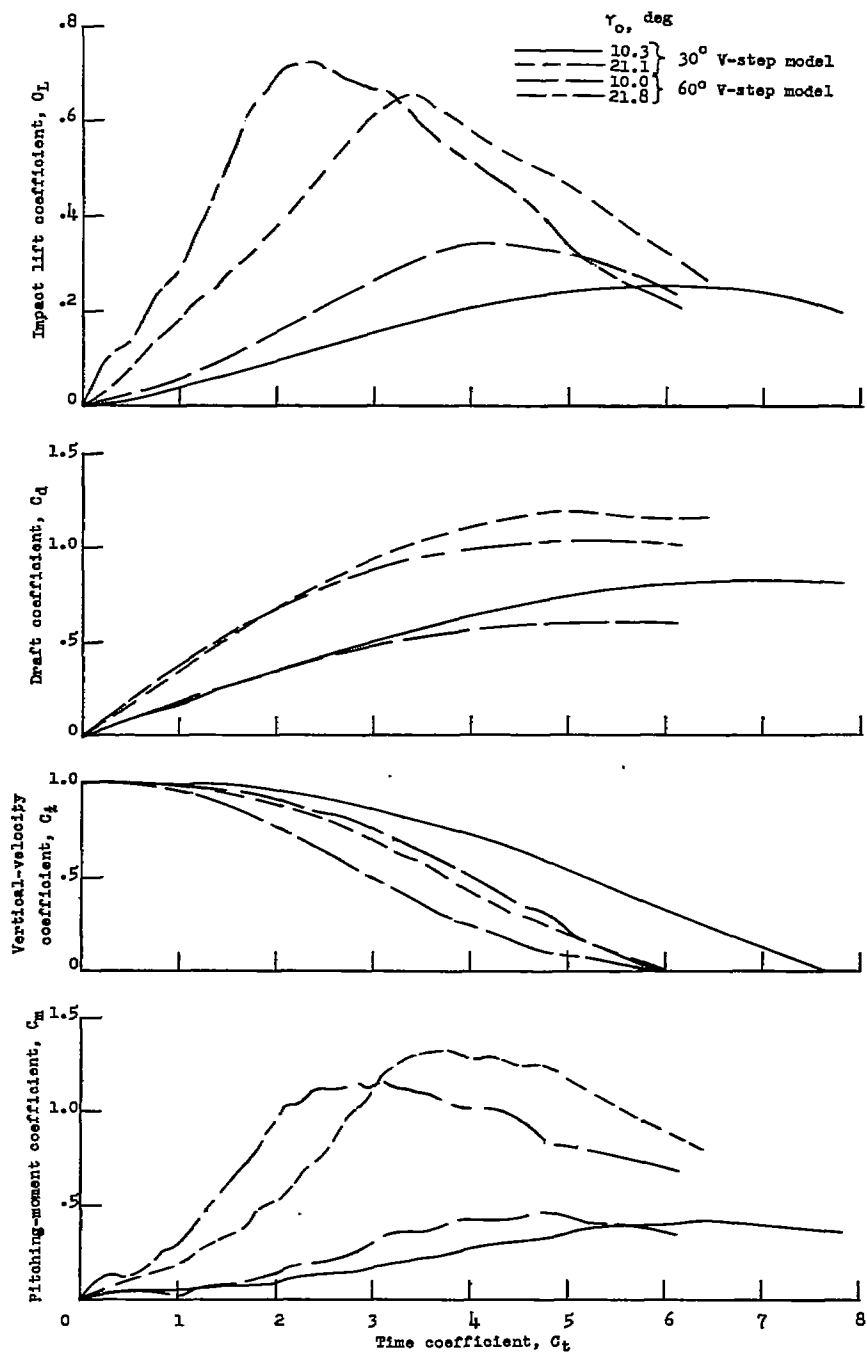 γo, deg
10.3
21.1
30° V-step model
10.0
21.8
60° V-step model
.8
.6
.4
.2
0
Impact lift coefficient, CL
1.5
1.0
.5
0
Draft coefficient, Cd
1.0
.5
0
Vertical-velocity
coefficient, Cż
1.5
1.0
.5
Pitching-moment coefficient, Cm
0 1 2 3 4 5 6 7 8
Time coefficient, Ct